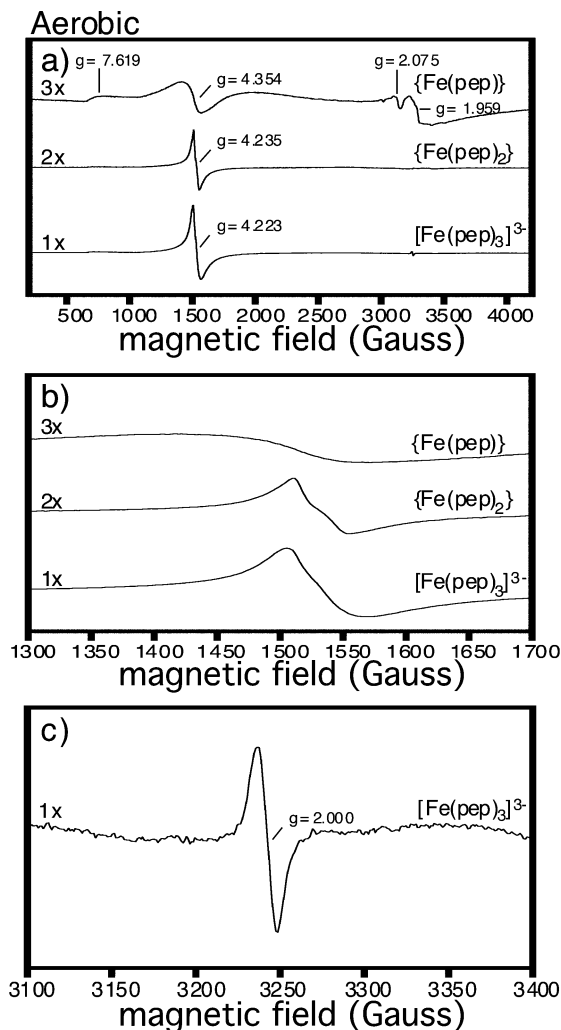 Aerobic
a)
g= 7.619
g= 2.075
3x
g= 4.354
{Fe(pep)}
g= 1.959
2x
g= 4.235
{Fe(pep)2}
1x
g= 4.223
[Fe(pep)3]3-
500 1000 1500 2000 2500 3000 3500 4000
magnetic field (Gauss)
b)
3x
{Fe(pep)}
2x
{Fe(pep)2}
1x
[Fe(pep)3]3-
1300 1350 1400 1450 1500 1550 1600 1650 1700
magnetic field (Gauss)
c)
1x
g=2.000
[Fe(pep)3]3-
3100 3150 3200 3250 3300 3350 3400
magnetic field (Gauss)